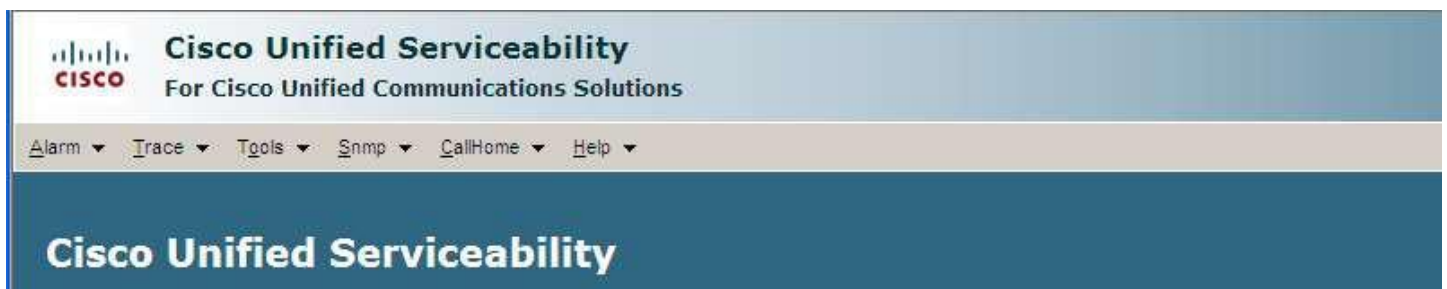 Cisco Unified Serviceability
CISCO
For Cisco Unified Communications Solutions
Alarm Trace Tools Snmp CallHome Help
Cisco Unified Serviceability